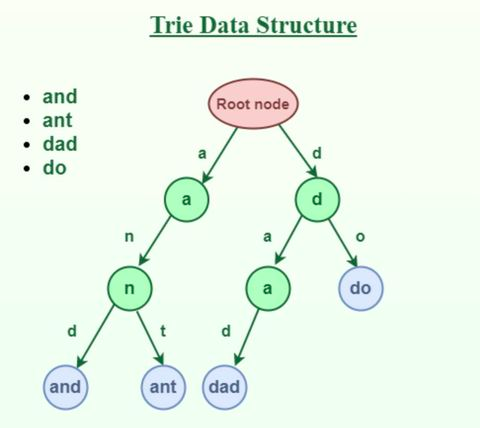 Trie Data Structure
and
ant
dad
do
Root node
a
d
a
d
n
a
o
n
a
do
d
t
d
and
ant
dad